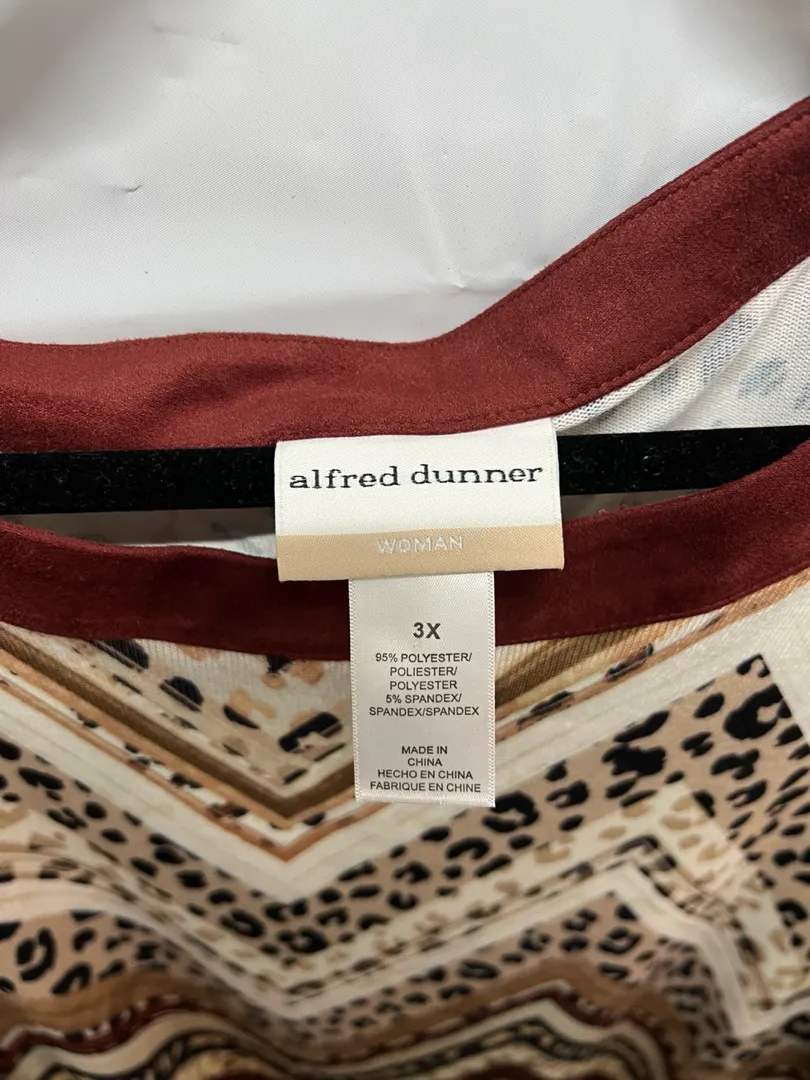 alfred dunner
WOMAN
3X
95% POLYESTER/
POLIESTER/
POLYESTER
5% SPANDEX/
SPANDEX/SPANDEX
MADE IN
CHINA
HECHO EN CHINA
FABRIQUE EN CHINE